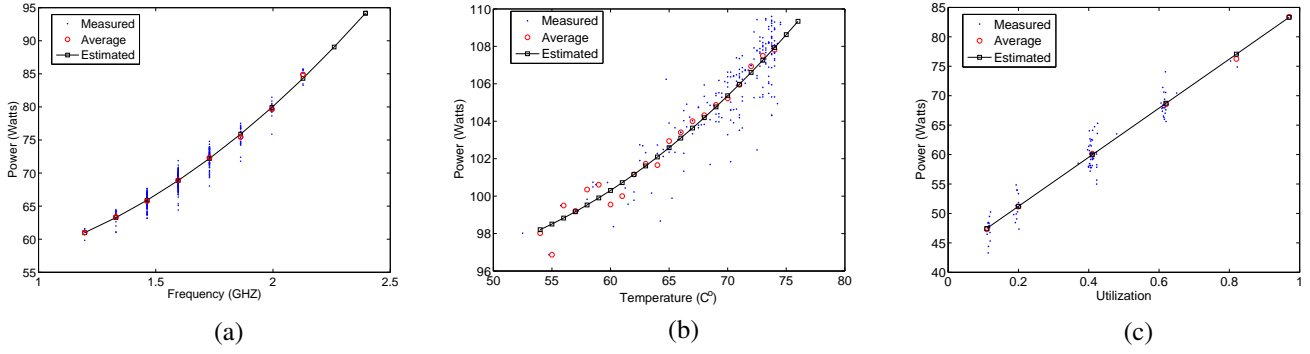 95
90
85
80
75
70
65
60
55
Power (Watts)
Measured
Average
Estimated
1
1.5
2
2.5
Frequency (GHZ)
(a)
110
108
106
104
102
100
98
96
Power (Watts)
Measured
Average
Estimated
50
55
60
65
70
75
80
Temperature (C°)
(b)
85
80
75
70
65
60
55
50
45
40
Power (Watts)
Measured
Average
Estimated
0
0.2
0.4
0.6
0.8
1
Utilization
(c)